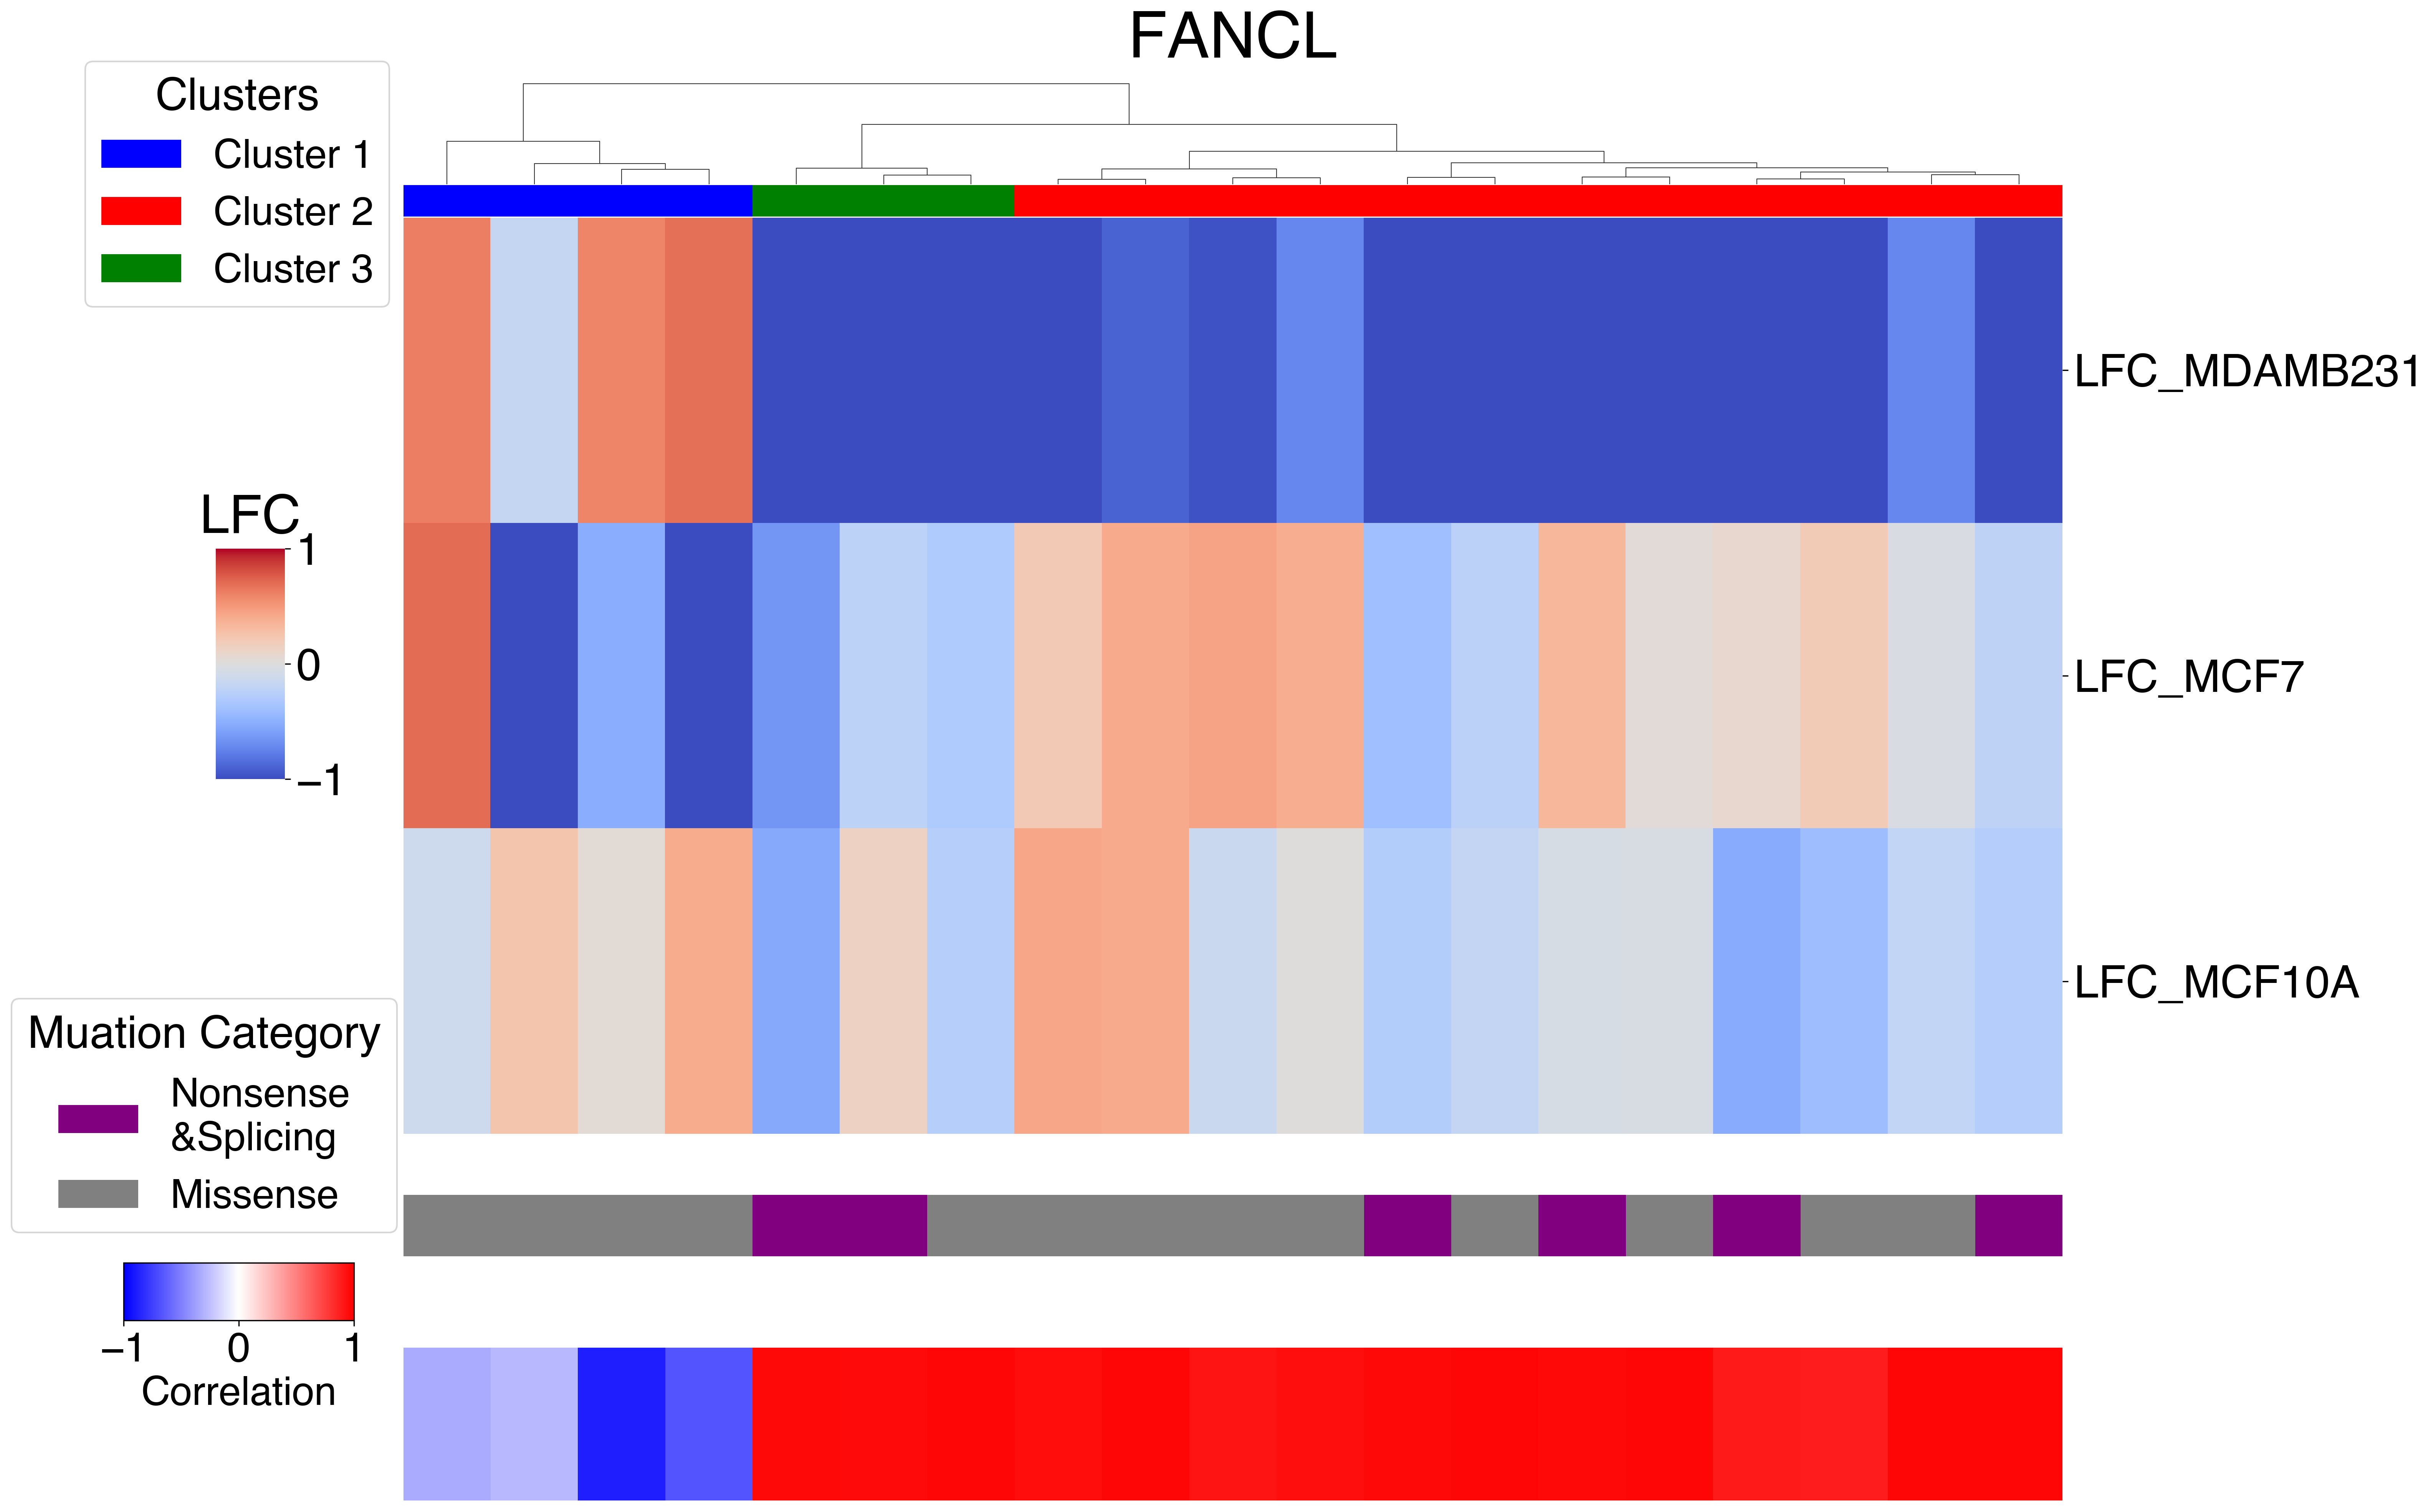 FANCL
Clusters
Cluster 1
Cluster 2
Cluster 3
LFC
1
0
−1
LFC_MDAMB231
LFC_MCF7
LFC_MCF10A
Muation Category
Nonsense
&Splicing
Missense
−1 0 1
Correlation